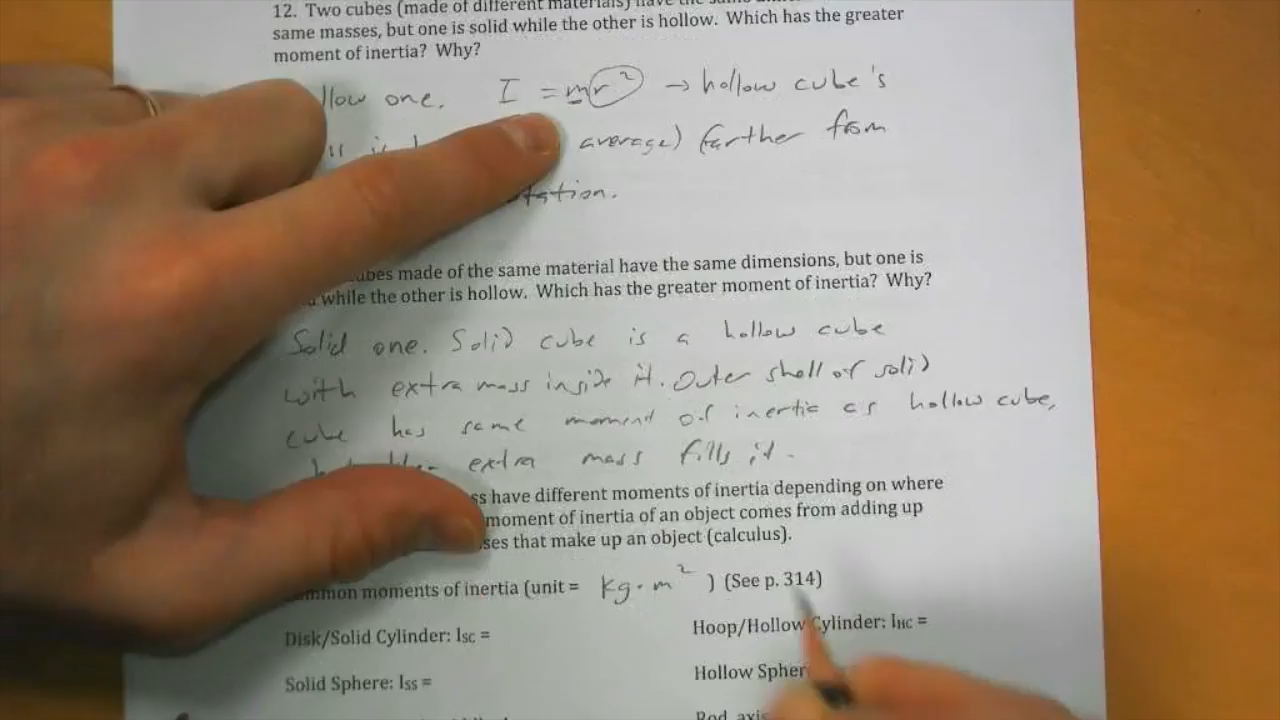 12. Two cubes (made of different materials) have the same
same masses, but one is solid while the other is hollow. Which has the greater
moment of inertia? Why?
llow one. I = mr² → hollow cube's
average) farther from
tation.
ubes made of the same material have the same dimensions, but one is
while the other is hollow. Which has the greater moment of inertia? Why?
Solid one. Solid cube is a hollow cube
with extra mass inside it. Outer shell of solid
cube has same moment of inertia as hollow cube,
extra mass fills it.
ss have different moments of inertia depending on where
moment of inertia of an object comes from adding up
ses that make up an object (calculus).
mmon moments of inertia (unit = kg·m² ) (See p. 314)
Disk/Solid Cylinder: ISC = Hoop/Hollow Cylinder: IHC =
Solid Sphere: ISS = Hollow Spher
Rod, axis